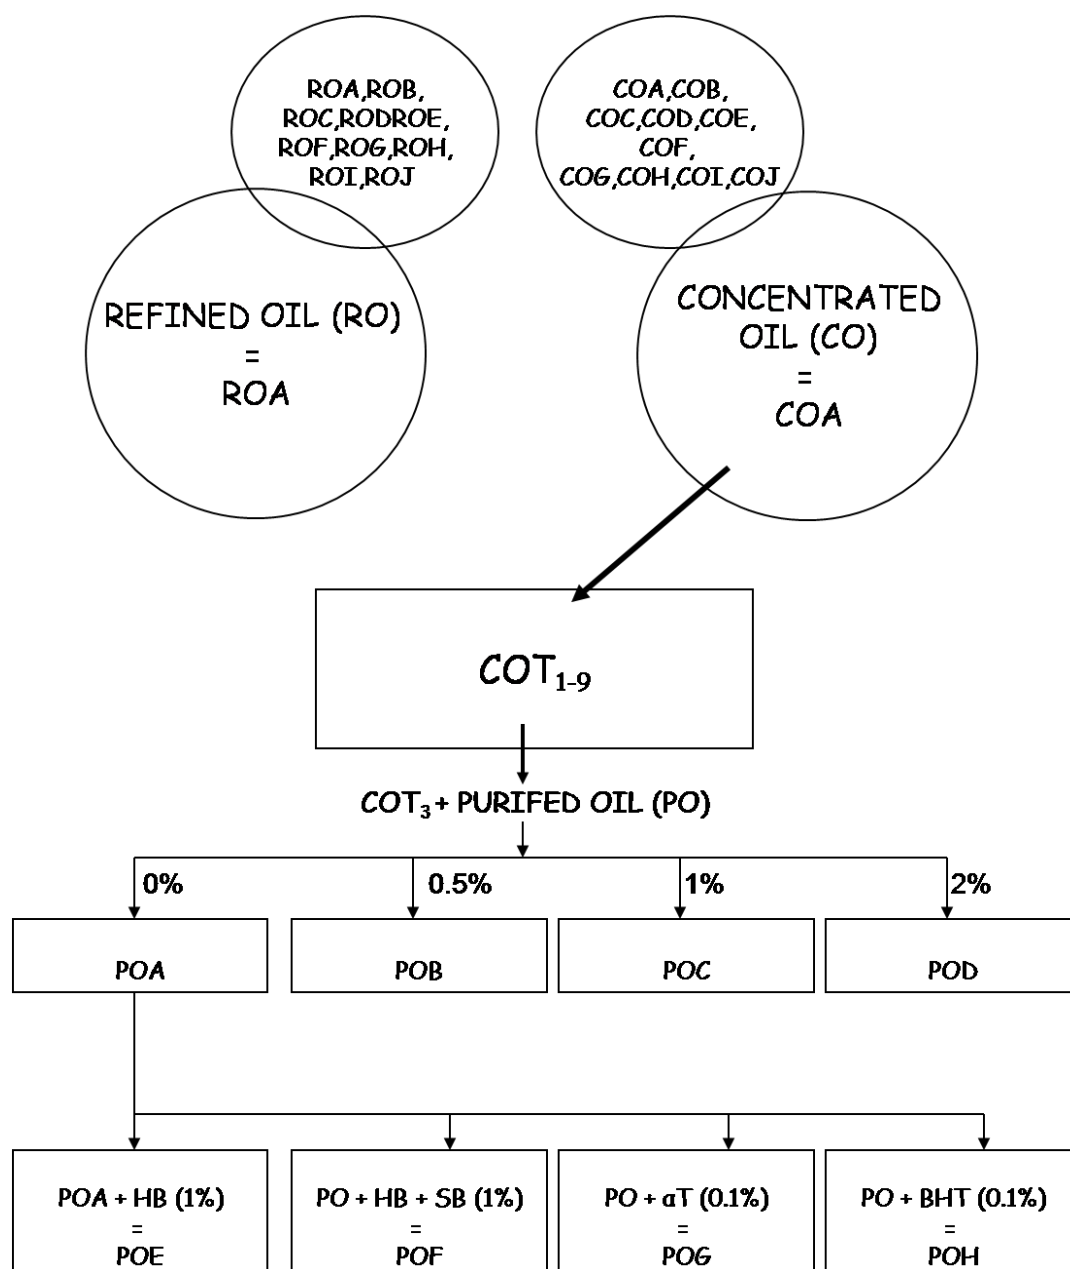 ROA,ROB,
ROC,RODROE,
ROF,ROG,ROH,
ROI,ROJ
COA,COB,
COC,COD,COE,
COF,
COG,COH,COI,COJ
REFINED OIL (RO)
=
ROA
CONCENTRATED
OIL (CO)
=
COA
COT1-9
COT3 + PURIFED OIL (PO)
0%
0.5%
1%
2%
POA
POB
POC
POD
POA + HB (1%)
=
POE
PO + HB + SB (1%)
=
POF
PO + αT (0.1%)
=
POG
PO + BHT (0.1%)
=
POH